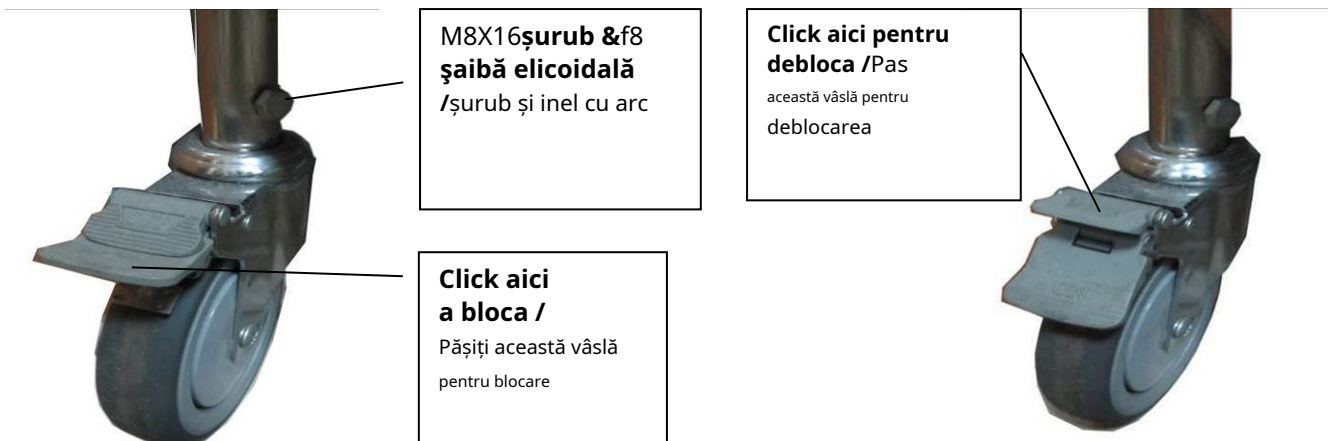 M8X16șurub &f8
şaibă elicoidală
/șurub și inel cu arc
Click aici
a bloca /
Pășiți această vâslă
pentru blocare
Click aici pentru
debloca /Pas
această vâslă pentru
deblocarea